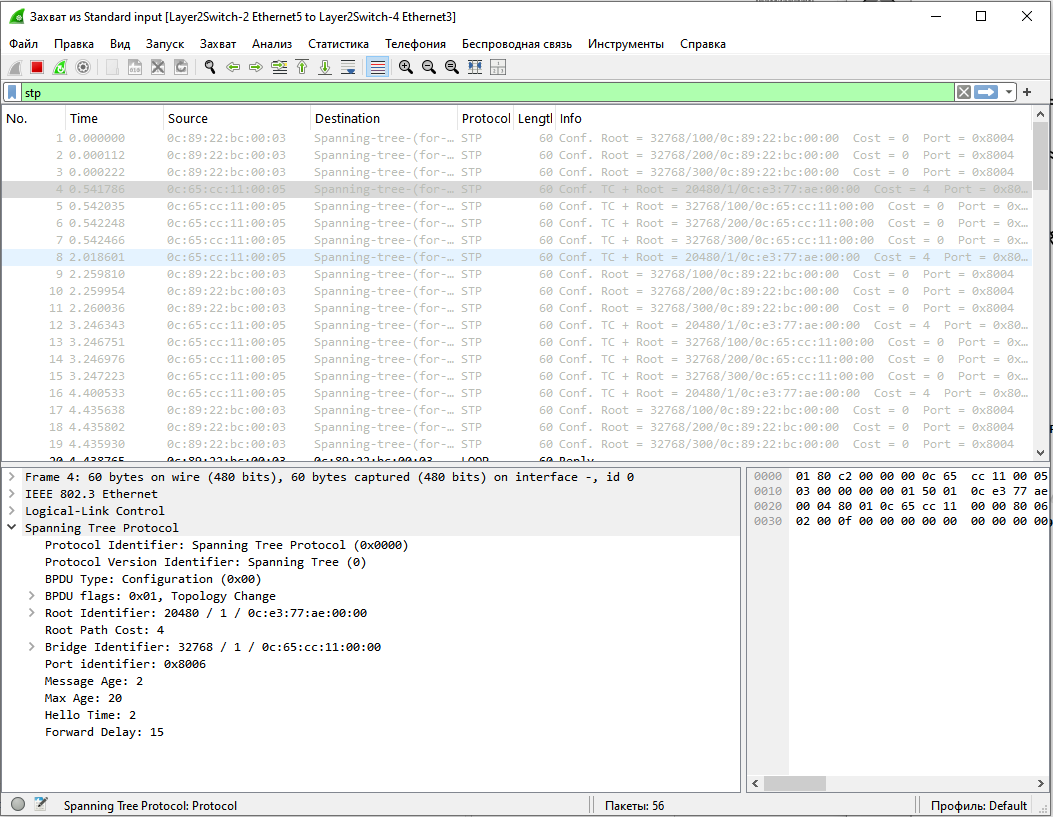 Захват из Standard input [Layer2Switch-2 Ethernet5 to Layer2Switch-4 Ethernet3]
Файл Правка Вид Запуск Захват Анализ Статистика Телефония Беспроводная связь Инструменты Справка
stp
No. Time Source Destination Protocol Lengtl Info
1 0.000000 0c:89:22:bc:00:03 Spanning-tree-(for-… STP 60 Conf. Root = 32768/100/0c:89:22:bc:00:00 Cost = 0 Port = 0x8004
2 0.000112 0c:89:22:bc:00:03 Spanning-tree-(for-… STP 60 Conf. Root = 32768/200/0c:89:22:bc:00:00 Cost = 0 Port = 0x8004
3 0.000222 0c:89:22:bc:00:03 Spanning-tree-(for-… STP 60 Conf. Root = 32768/300/0c:89:22:bc:00:00 Cost = 0 Port = 0x8004
4 0.541786 0c:65:cc:11:00:05 Spanning-tree-(for-… STP 60 Conf. TC + Root = 20480/1/0c:e3:77:ae:00:00 Cost = 4 Port = 0x80…
5 0.542035 0c:65:cc:11:00:05 Spanning-tree-(for-… STP 60 Conf. TC + Root = 32768/100/0c:65:cc:11:00:00 Cost = 0 Port = 0x…
6 0.542248 0c:65:cc:11:00:05 Spanning-tree-(for-… STP 60 Conf. TC + Root = 32768/200/0c:65:cc:11:00:00 Cost = 0 Port = 0x…
7 0.542466 0c:65:cc:11:00:05 Spanning-tree-(for-… STP 60 Conf. TC + Root = 32768/300/0c:65:cc:11:00:00 Cost = 0 Port = 0x…
8 2.018601 0c:65:cc:11:00:05 Spanning-tree-(for-… STP 60 Conf. TC + Root = 20480/1/0c:e3:77:ae:00:00 Cost = 4 Port = 0x80…
9 2.259810 0c:89:22:bc:00:03 Spanning-tree-(for-… STP 60 Conf. Root = 32768/100/0c:89:22:bc:00:00 Cost = 0 Port = 0x8004
10 2.259954 0c:89:22:bc:00:03 Spanning-tree-(for-… STP 60 Conf. Root = 32768/200/0c:89:22:bc:00:00 Cost = 0 Port = 0x8004
11 2.260036 0c:89:22:bc:00:03 Spanning-tree-(for-… STP 60 Conf. Root = 32768/300/0c:89:22:bc:00:00 Cost = 0 Port = 0x8004
12 3.246343 0c:65:cc:11:00:05 Spanning-tree-(for-… STP 60 Conf. TC + Root = 20480/1/0c:e3:77:ae:00:00 Cost = 4 Port = 0x80…
13 3.246751 0c:65:cc:11:00:05 Spanning-tree-(for-… STP 60 Conf. TC + Root = 32768/100/0c:65:cc:11:00:00 Cost = 0 Port = 0x…
14 3.246976 0c:65:cc:11:00:05 Spanning-tree-(for-… STP 60 Conf. TC + Root = 32768/200/0c:65:cc:11:00:00 Cost = 0 Port = 0x…
15 3.247223 0c:65:cc:11:00:05 Spanning-tree-(for-… STP 60 Conf. TC + Root = 32768/300/0c:65:cc:11:00:00 Cost = 0 Port = 0x…
16 4.400533 0c:65:cc:11:00:05 Spanning-tree-(for-… STP 60 Conf. TC + Root = 20480/1/0c:e3:77:ae:00:00 Cost = 4 Port = 0x80…
17 4.435638 0c:89:22:bc:00:03 Spanning-tree-(for-… STP 60 Conf. Root = 32768/100/0c:89:22:bc:00:00 Cost = 0 Port = 0x8004
18 4.435802 0c:89:22:bc:00:03 Spanning-tree-(for-… STP 60 Conf. Root = 32768/200/0c:89:22:bc:00:00 Cost = 0 Port = 0x8004
19 4.435930 0c:89:22:bc:00:03 Spanning-tree-(for-… STP 60 Conf. Root = 32768/300/0c:89:22:bc:00:00 Cost = 0 Port = 0x8004
20 4.438765 0c:89:22:bc:00:03 0c:89:22:bc:00:03 LOOP 60 Reply
Frame 4: 60 bytes on wire (480 bits), 60 bytes captured (480 bits) on interface -, id 0
IEEE 802.3 Ethernet
Logical-Link Control
Spanning Tree Protocol
Protocol Identifier: Spanning Tree Protocol (0x0000)
Protocol Version Identifier: Spanning Tree (0)
BPDU Type: Configuration (0x00)
BPDU flags: 0x01, Topology Change
Root Identifier: 20480 / 1 / 0c:e3:77:ae:00:00
Root Path Cost: 4
Bridge Identifier: 32768 / 1 / 0c:65:cc:11:00:00
Port identifier: 0x8006
Message Age: 2
Max Age: 20
Hello Time: 2
Forward Delay: 15
0000 01 80 c2 00 00 00 0c 65 cc 11 00 05
0010 03 00 00 00 00 01 50 01 0c e3 77 ae
0020 00 04 80 01 0c 65 cc 11 00 00 80 06
0030 02 00 0f 00 00 00 00 00 00 00 00 00
Spanning Tree Protocol: Protocol
Пакеты: 56
Профиль: Default